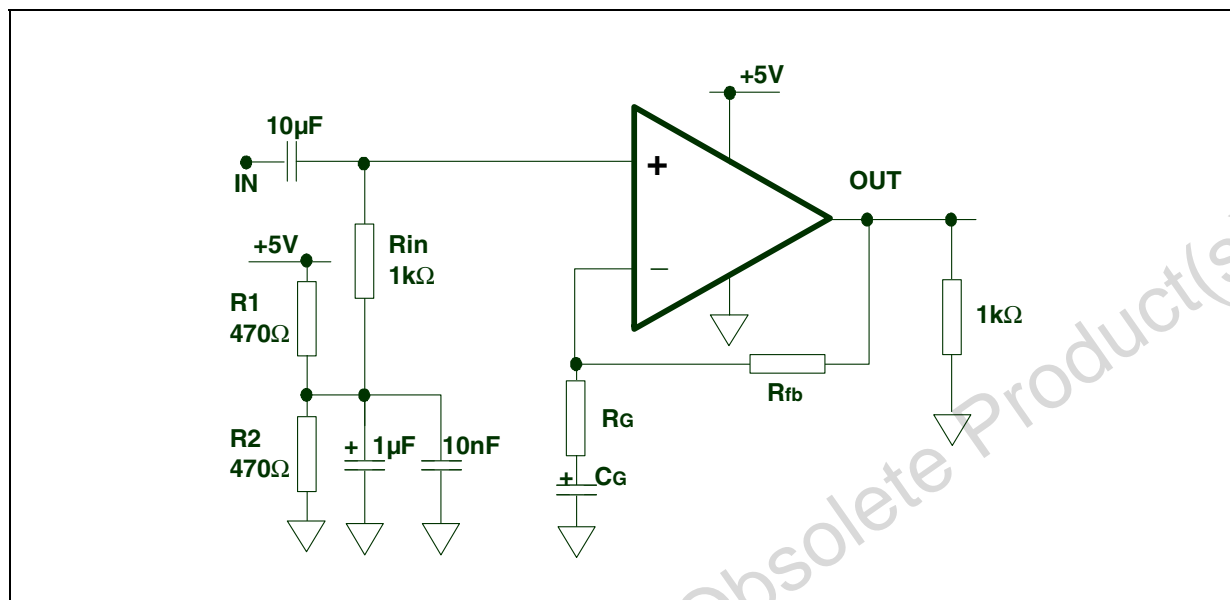 +5V
10µF
IN
+
OUT
+5V
Rin
1kΩ
−
R1
470Ω
1kΩ
Rfb
RG
R2
470Ω
+
1µF
10nF
+
CG
Obsolete Product(s